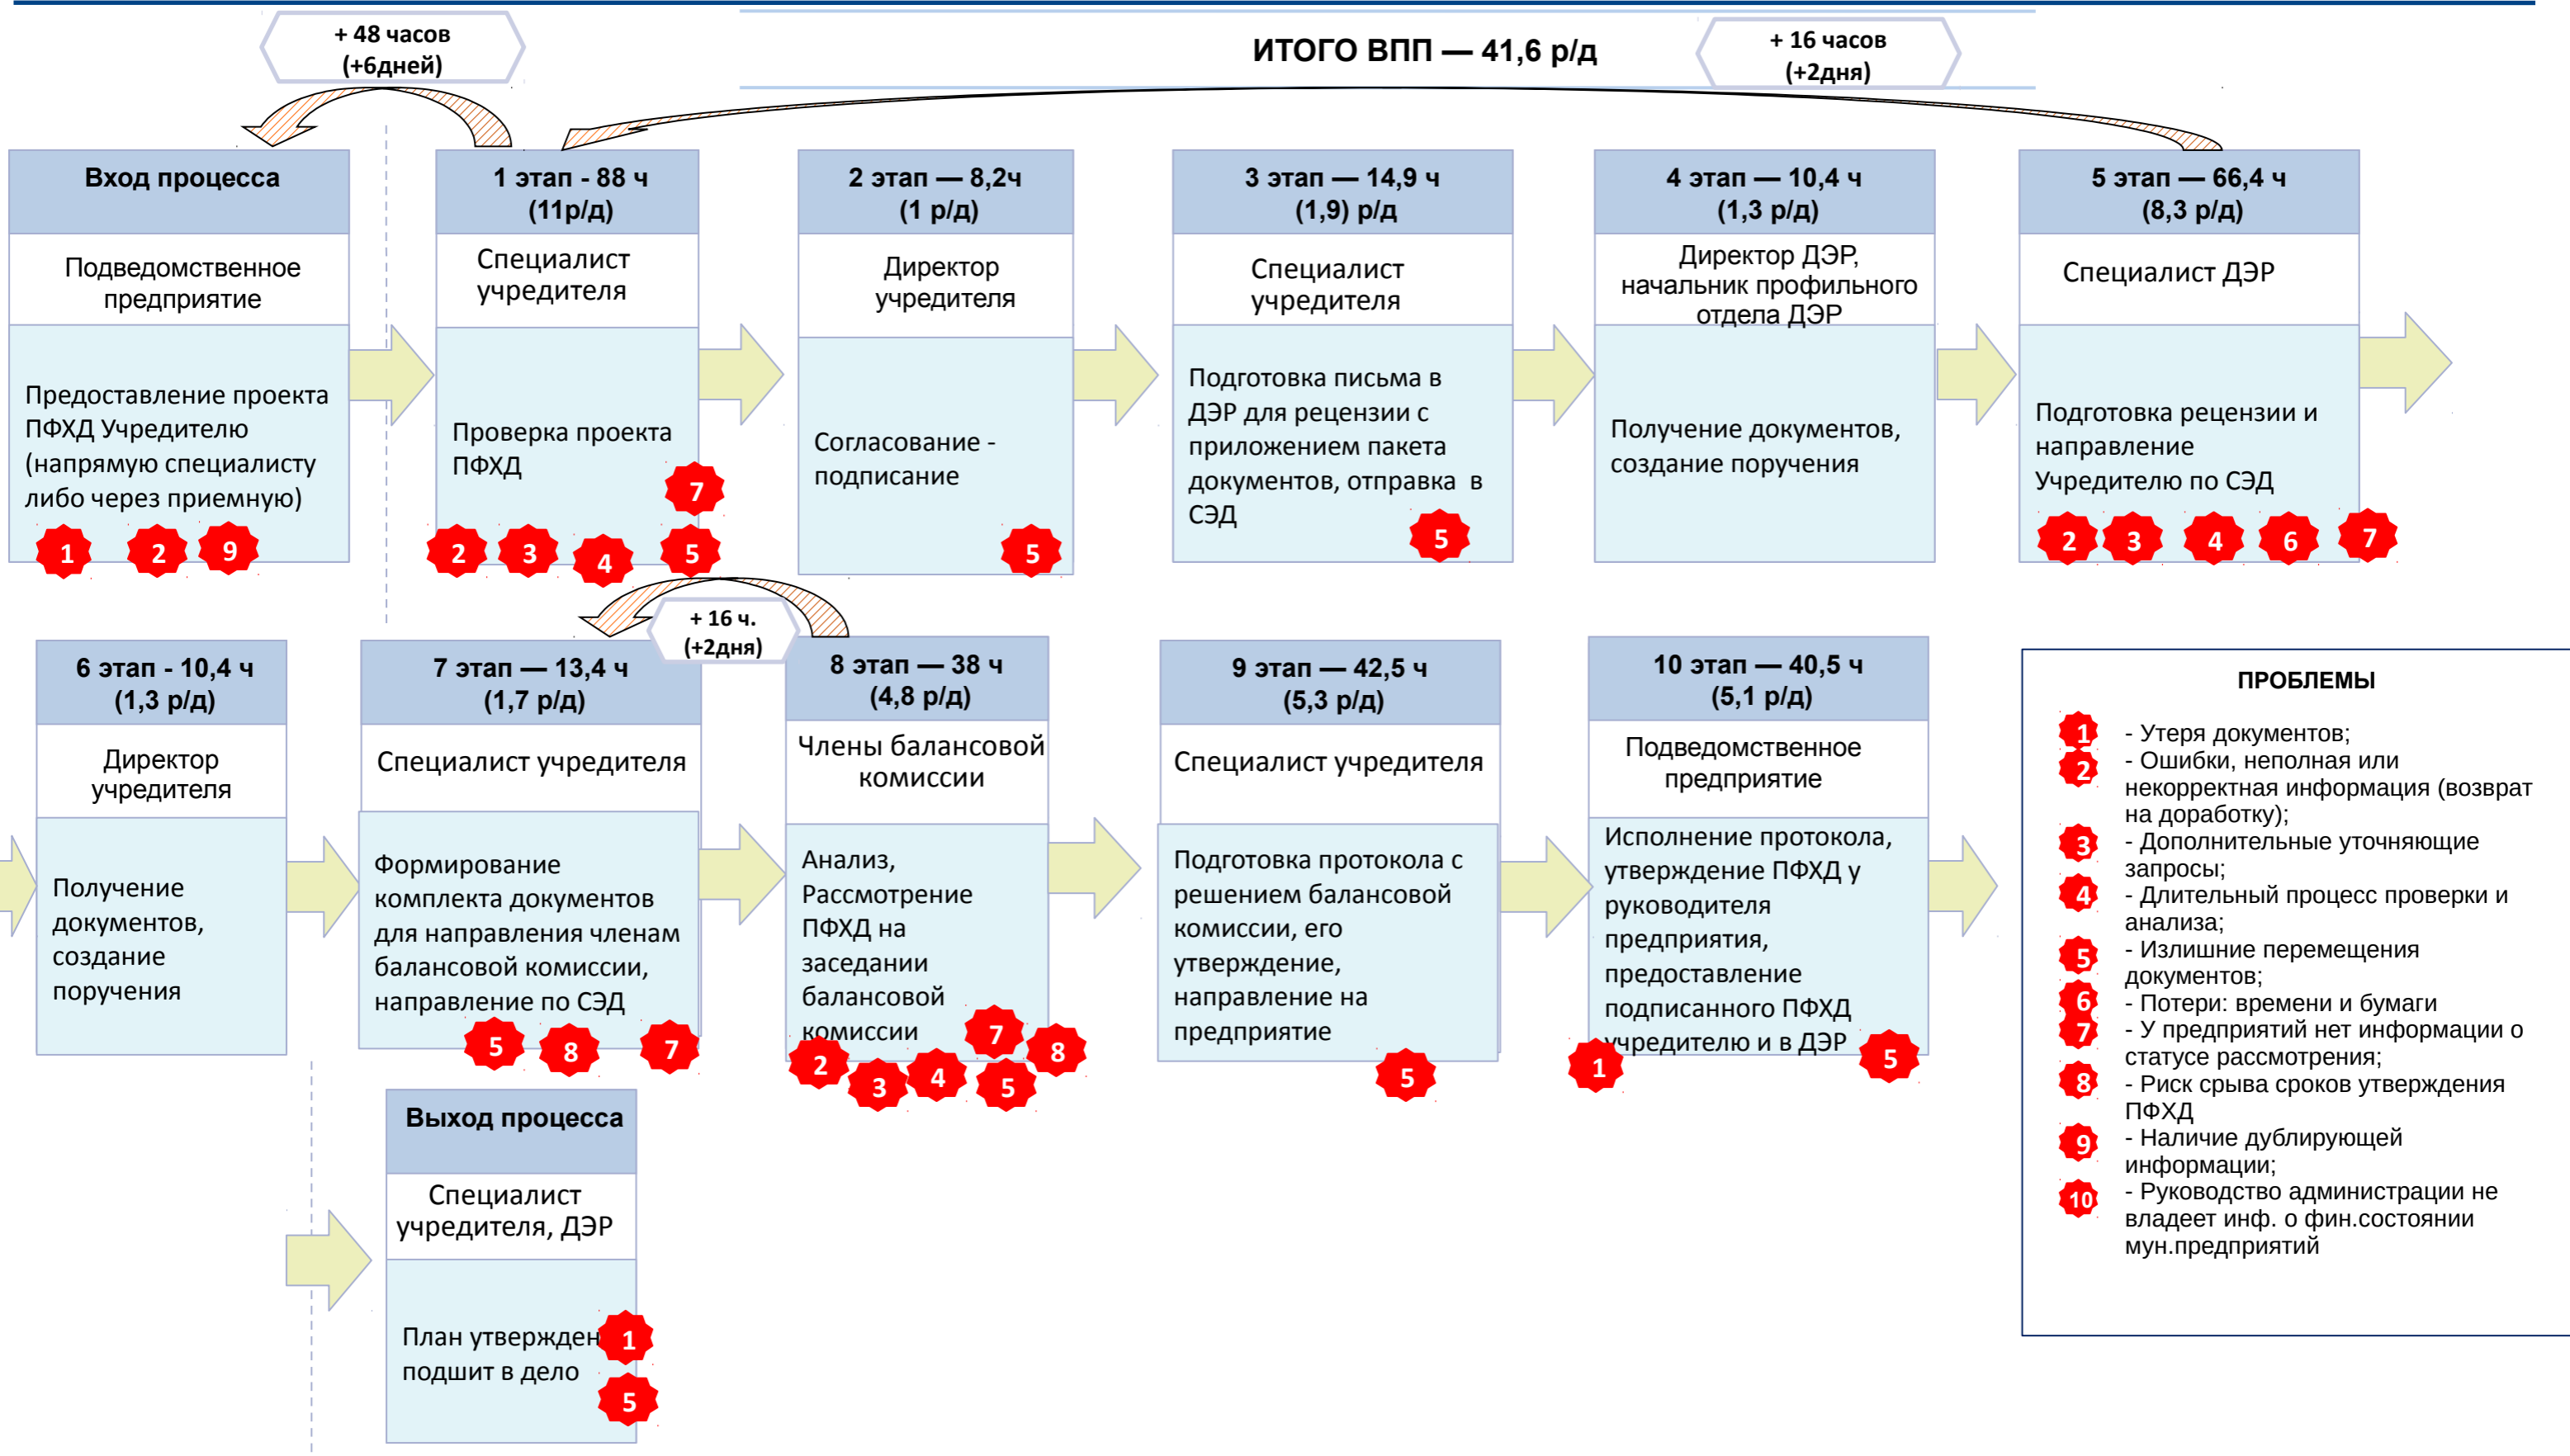 + 48 часов
(+6дней)
ИТОГО ВПП — 41,6 р/д
+ 16 часов
(+2дня)
Вход процесса
Подведомственное
предприятие
Предоставление проекта
ПФХД Учредителю
(напрямую специалисту
либо через приемную)
1
2
9
1 этап - 88 ч
(11р/д)
Специалист
учредителя
Проверка проекта
ПФХД
7
2
3
4
5
2 этап — 8,2ч
(1 р/д)
Директор
учредителя
Согласование -
подписание
5
3 этап — 14,9 ч
(1,9) р/д
Специалист
учредителя
Подготовка письма в
ДЭР для рецензии с
приложением пакета
документов, отправка в
СЭД
5
4 этап — 10,4 ч
(1,3 р/д)
Директор ДЭР,
начальник профильного
отдела ДЭР
Получение документов,
создание поручения
5 этап — 66,4 ч
(8,3 р/д)
Специалист ДЭР
Подготовка рецензии и
направление
Учредителю по СЭД
2
3
4
6
7
6 этап - 10,4 ч
(1,3 р/д)
Директор
учредителя
Получение
документов,
создание
поручения
7 этап — 13,4 ч
(1,7 р/д)
Специалист учредителя
Формирование
комплекта документов
для направления членам
балансовой комиссии,
направление по СЭД
5
8
7
+ 16 ч.
(+2дня)
8 этап — 38 ч
(4,8 р/д)
Члены балансовой
комиссии
Анализ,
Рассмотрение
ПФХД на
заседании
балансовой
комиссии
7
8
2
3
4
5
9 этап — 42,5 ч
(5,3 р/д)
Специалист учредителя
Подготовка протокола с
решением балансовой
комиссии, его
утверждение,
направление на
предприятие
5
10 этап — 40,5 ч
(5,1 р/д)
Подведомственное
предприятие
Исполнение протокола,
утверждение ПФХД у
руководителя
предприятия,
предоставление
подписанного ПФХД
учредителю и в ДЭР
1
5
ПРОБЛЕМЫ
1 - Утеря документов;
2 - Ошибки, неполная или
некорректная информация (возврат
на доработку);
3 - Дополнительные уточняющие
запросы;
4 - Длительный процесс проверки и
анализа;
5 - Излишние перемещения
документов;
6 - Потери: времени и бумаги
7 - У предприятий нет информации о
статусе рассмотрения;
8 - Риск срыва сроков утверждения
ПФХД
9 - Наличие дублирующей
информации;
10 - Руководство администрации не
владеет инф. о фин.состоянии
мун.предприятий
Выход процесса
Специалист
учредителя, ДЭР
План утвержден
подшит в дело
1
5